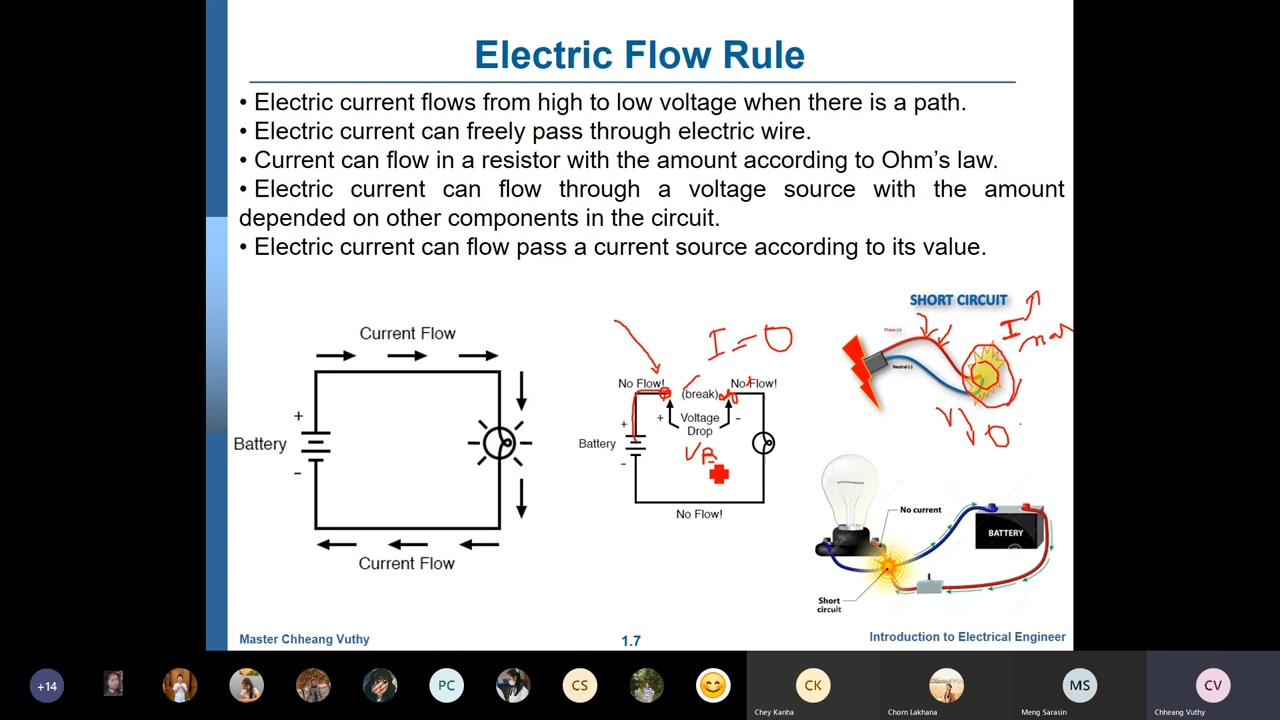 Electric Flow Rule
• Electric current flows from high to low voltage when there is a path.
• Electric current can freely pass through electric wire.
• Current can flow in a resistor with the amount according to Ohm's law.
• Electric current can flow through a voltage source with the amount
depended on other components in the circuit.
• Electric current can flow pass a current source according to its value.
Current Flow
+
Battery
-
Current Flow
I = 0
No Flow!
(break)
No Flow!
+
Voltage
Drop
-
+
Battery
-
VB
No Flow!
SHORT CIRCUIT
Phase (+)
Neutral (-)
I
max
V
0
No current
BATTERY
Short
circuit
Master Chheang Vuthy
1.7
Introduction to Electrical Engineer
+14
PC
CS
CK
Chey Kanha
Chorn Lakhana
MS
Meng Sarasin
CV
Chheang Vuthy